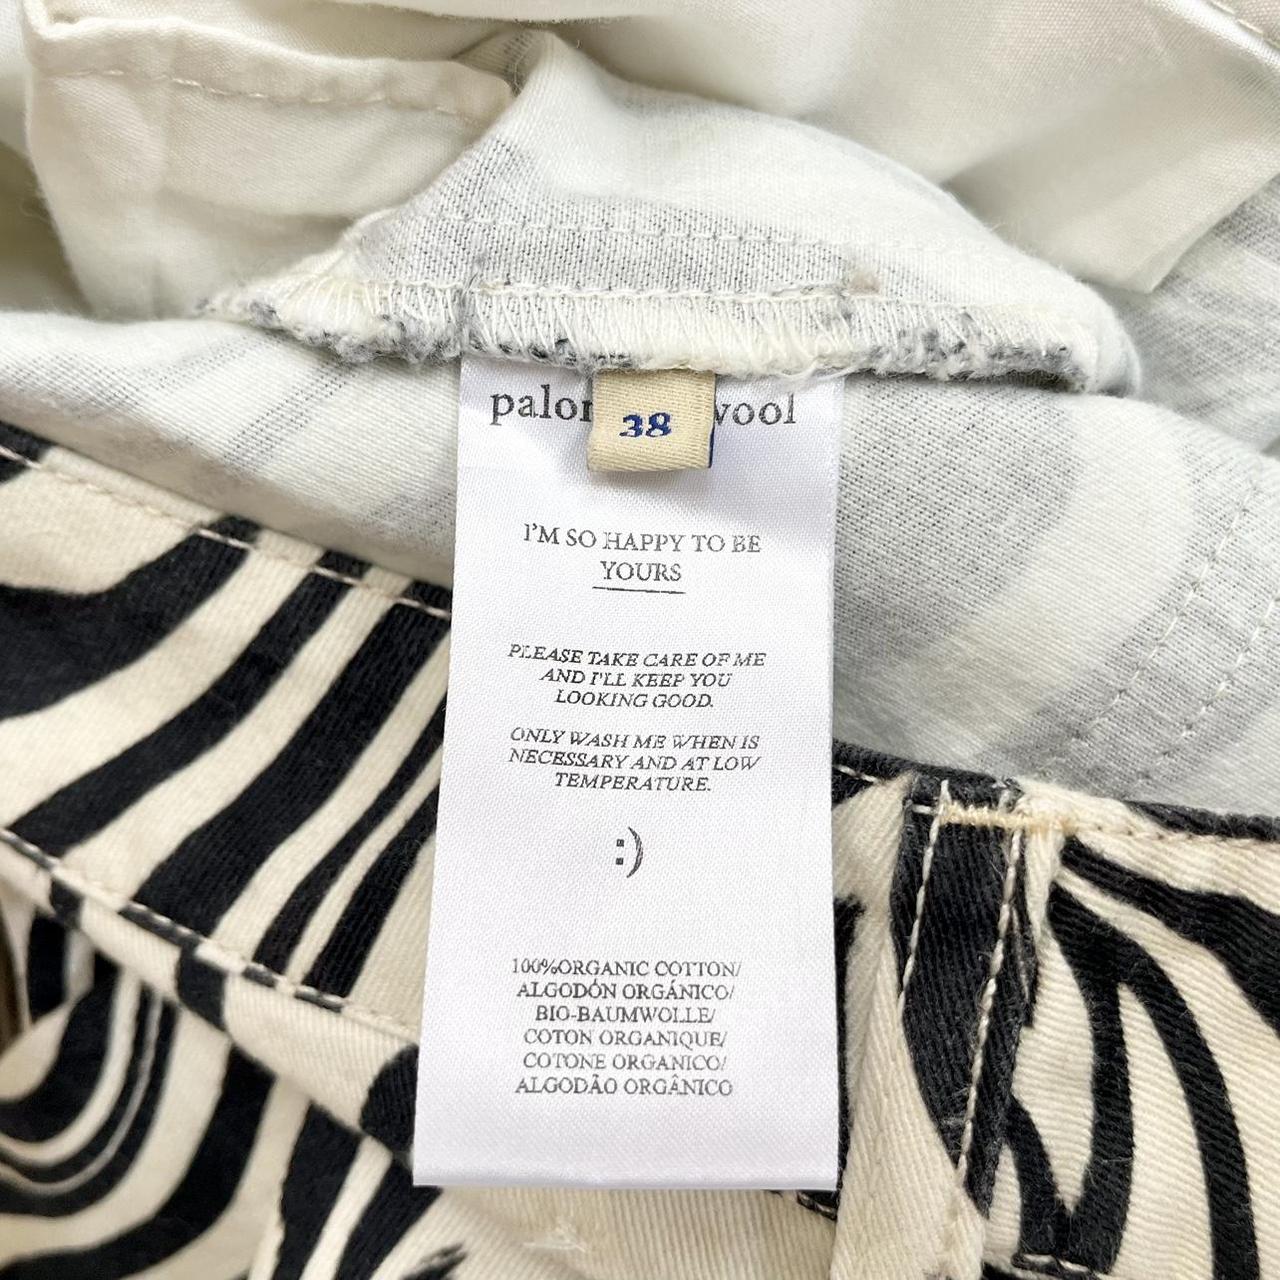 palo wool
38
I'M SO HAPPY TO BE
YOURS
PLEASE TAKE CARE OF ME
AND I'LL KEEP YOU
LOOKING GOOD.
ONLY WASH ME WHEN IS
NECESSARY AND AT LOW
TEMPERATURE.
:)
100%ORGANIC COTTON/
ALGODÓN ORGÁNICO/
BIO-BAUMWOLLE/
COTON ORGANIQUE/
COTONE ORGANICO/
ALGODÃO ORGÂNICO